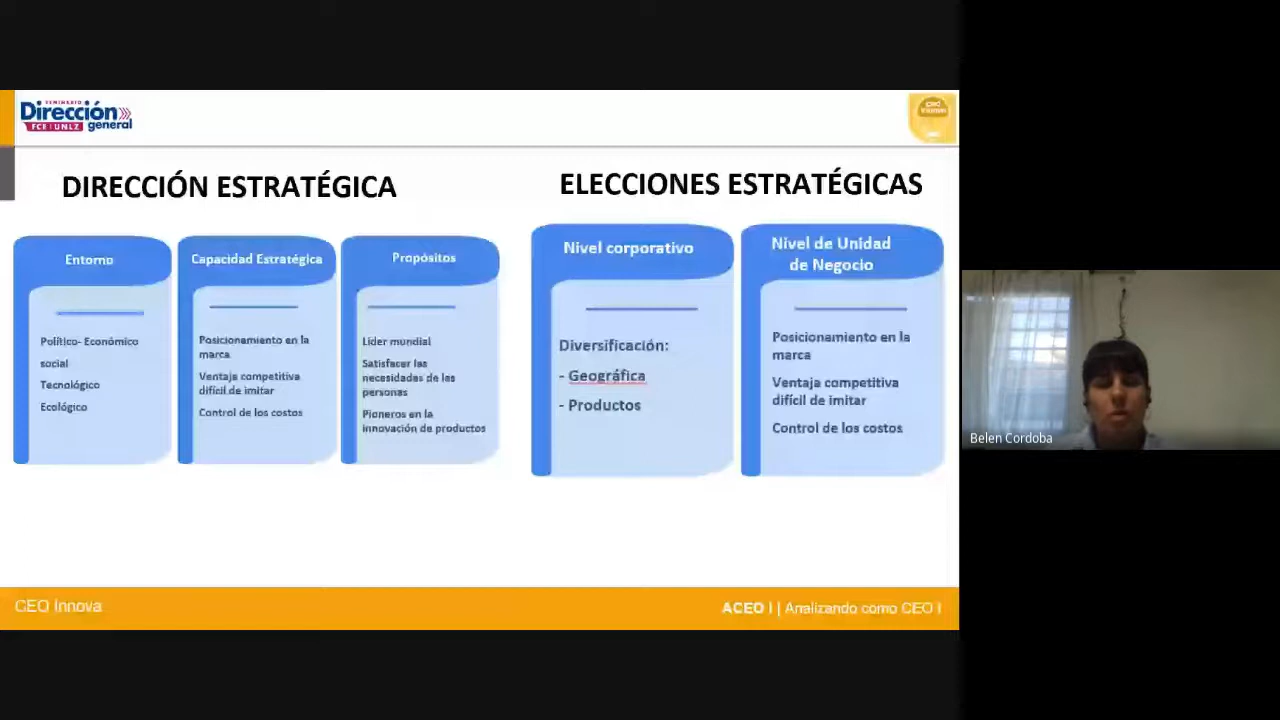 SEMINARIO
Dirección
FCE | UNLZ general
DIRECCIÓN ESTRATÉGICA
Entorno
Político- Económico
social
Tecnológico
Ecológico
Capacidad Estratégica
Posicionamiento en la
marca
Ventaja competitiva
difícil de imitar
Control de los costos
Propósitos
Lider mundial
Satisfacer las
necesidades de las
personas
Pioneros en la
innovación de productos
ELECCIONES ESTRATÉGICAS
Nivel corporativo
Diversificación:
- Geográfica
- Productos
Nivel de Unidad
de Negocio
Posicionamiento en la
marca
Ventaja competitiva
difícil de imitar
Control de los costos
Belen Cordoba
CEO Innova
ACEO I | Analizando como CEO I